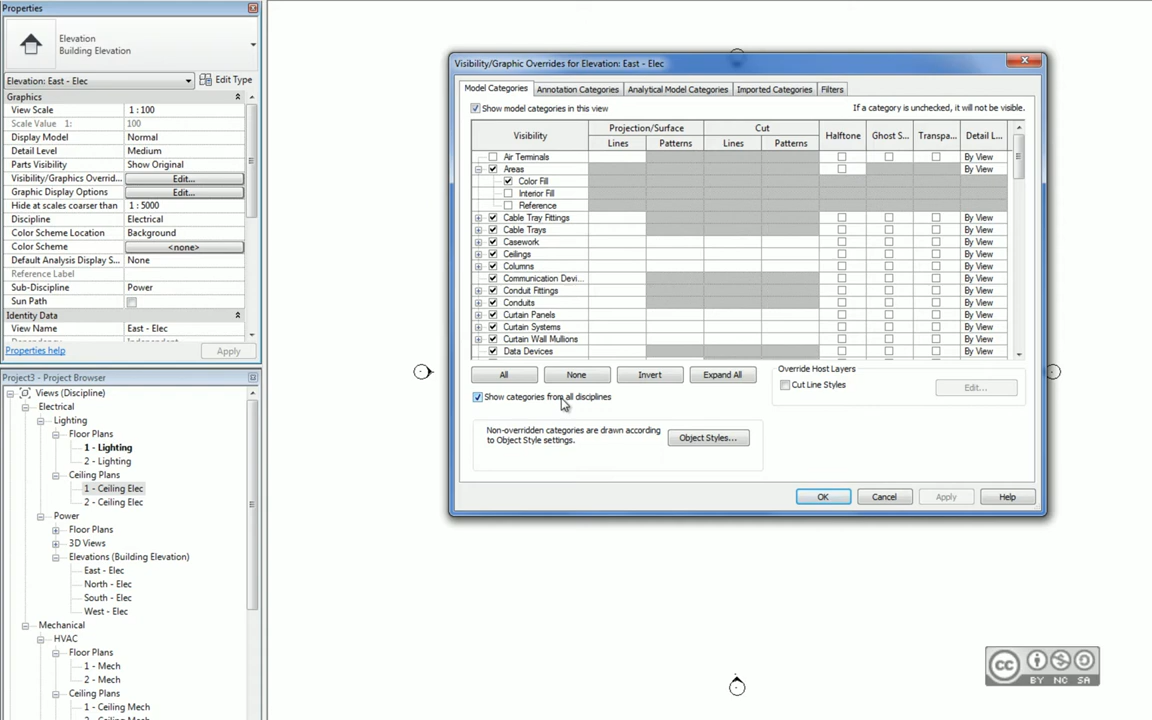 Properties
Elevation
Building Elevation
Elevation: East - Elec
Edit Type
Graphics
View Scale 1 : 100
Scale Value 1: 100
Display Model Normal
Detail Level Medium
Parts Visibility Show Original
Visibility/Graphics Overrid... Edit...
Graphic Display Options Edit...
Hide at scales coarser than 1 : 5000
Discipline Electrical
Color Scheme Location Background
Color Scheme <none>
Default Analysis Display S... None
Reference Label
Sub-Discipline Power
Sun Path
Identity Data
View Name East - Elec
Properties help
Apply
Project3 - Project Browser
Views (Discipline)
Electrical
Lighting
Floor Plans
1 - Lighting
2 - Lighting
Ceiling Plans
1 - Ceiling Elec
2 - Ceiling Elec
Power
Floor Plans
3D Views
Elevations (Building Elevation)
East - Elec
North - Elec
South - Elec
West - Elec
Mechanical
HVAC
Floor Plans
1 - Mech
2 - Mech
Ceiling Plans
1 - Ceiling Mech
Visibility/Graphic Overrides for Elevation: East - Elec
Model Categories Annotation Categories Analytical Model Categories Imported Categories Filters
Show model categories in this view
If a category is unchecked, it will not be visible.
Visibility Projection/Surface Cut Halftone Ghost S... Transpa... Detail L...
Lines Patterns Lines Patterns
Air Terminals By View
Areas By View
Color Fill
Interior Fill
Reference
Cable Tray Fittings By View
Cable Trays By View
Casework By View
Ceilings By View
Columns By View
Communication Devi... By View
Conduit Fittings By View
Conduits By View
Curtain Panels By View
Curtain Systems By View
Curtain Wall Mullions By View
Data Devices By View
All None Invert Expand All
Override Host Layers
Cut Line Styles
Edit...
Show categories from all disciplines
Non-overridden categories are drawn according
to Object Style settings.
Object Styles...
OK Cancel Apply Help
cc
BY NC SA